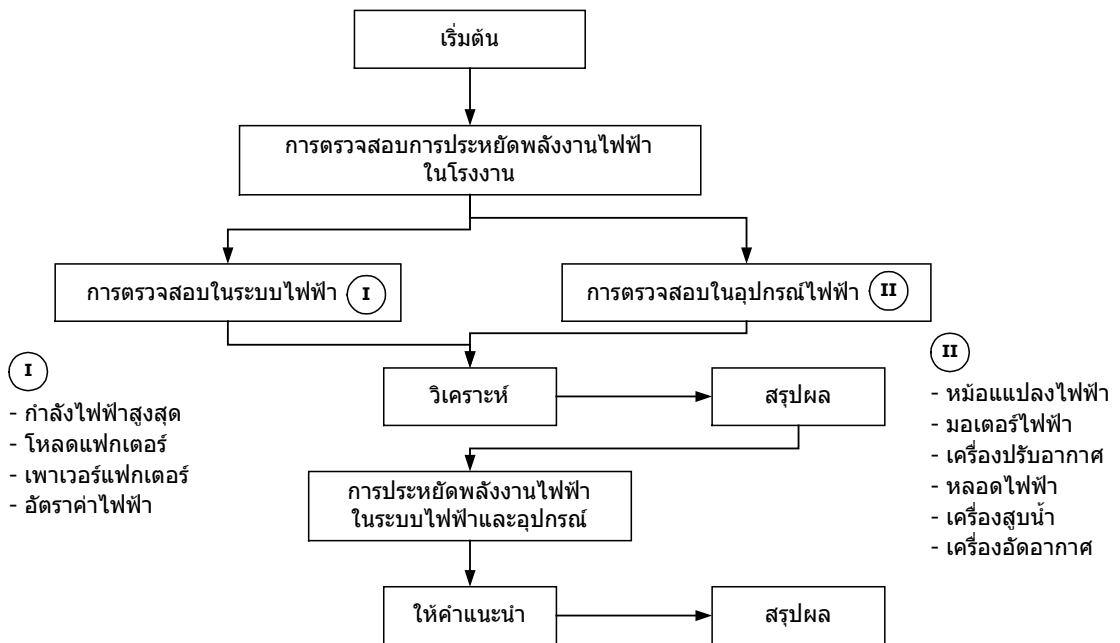 เริ่มต้น
การตรวจสอบการประหยัดพลังงานไฟฟ้า
ในโรงงาน
การตรวจสอบในระบบไฟฟ้า I
การตรวจสอบในอุปกรณ์ไฟฟ้า II
I
- กำลังไฟฟ้าสูงสุด
- โหลดแฟกเตอร์
- เพาเวอร์แฟกเตอร์
- อัตราค่าไฟฟ้า
วิเคราะห์
สรุปผล
II
- หม้อแแปลงไฟฟ้า
- มอเตอร์ไฟฟ้า
- เครื่องปรับอากาศ
- หลอดไฟฟ้า
- เครื่องสูบน้ำ
- เครื่องอัดอากาศ
การประหยัดพลังงานไฟฟ้า
ในระบบไฟฟ้าและอุปกรณ์
ให้คำแนะนำ
สรุปผล